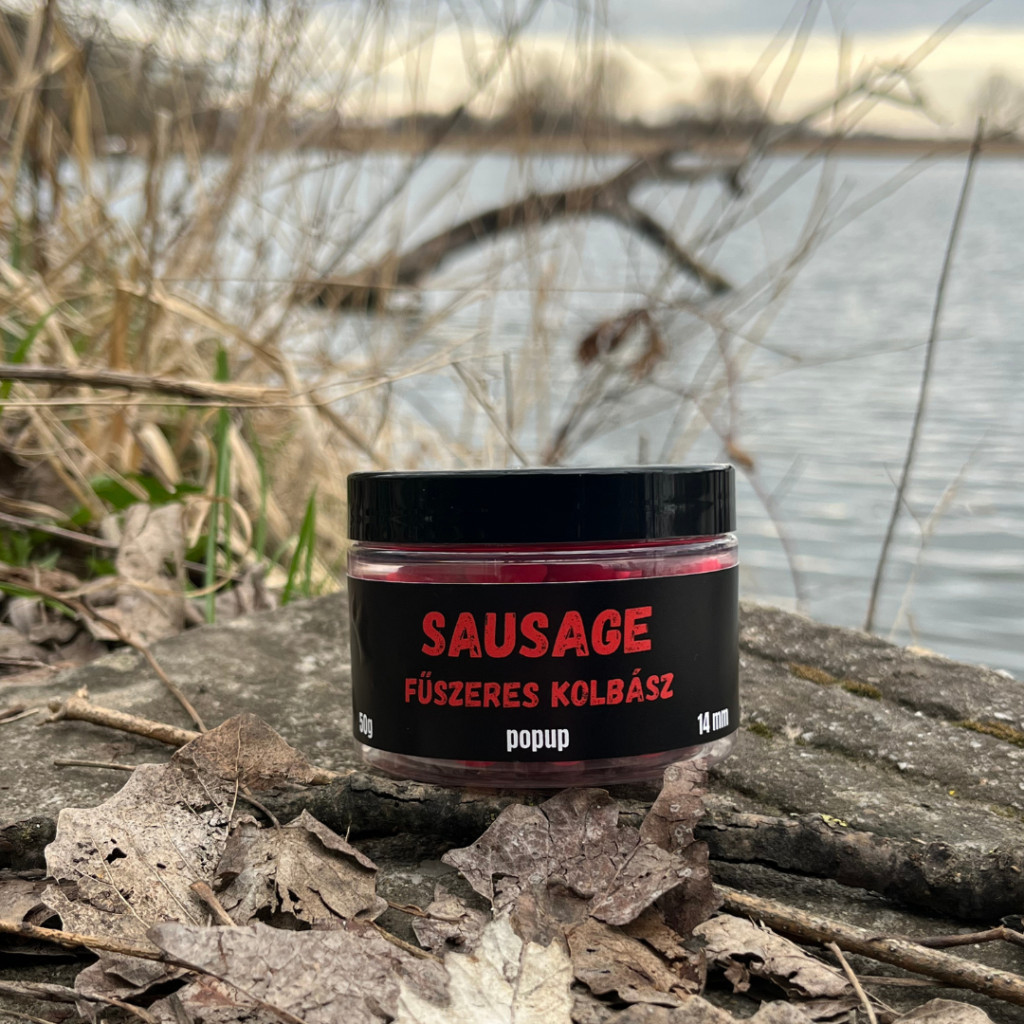 SAUSAGE
FŰSZERES KOLBÁSZ
50g
popup
14 mm